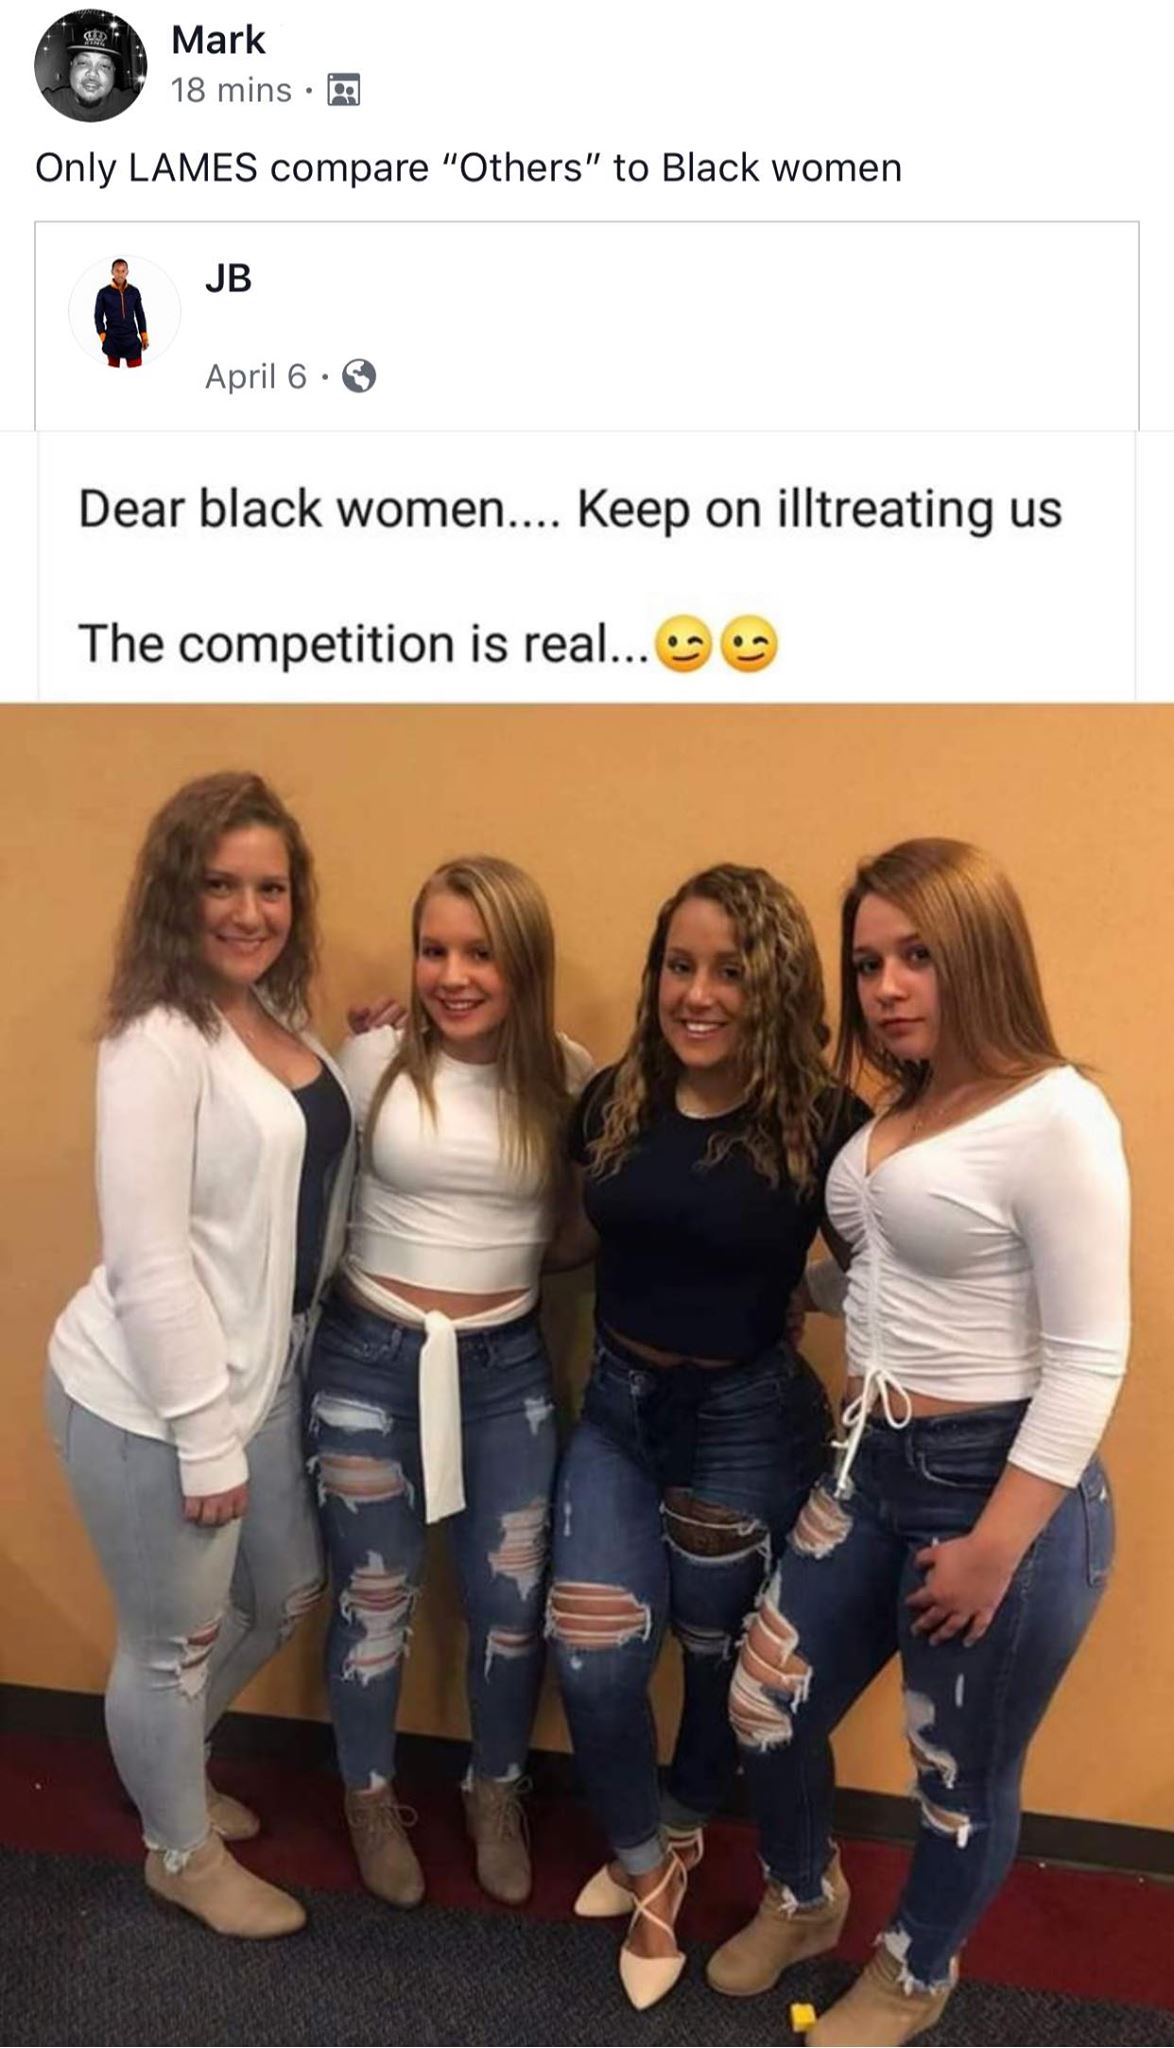 Mark
18 mins ·
Only LAMES compare “Others” to Black women
JB
April 6 ·
Dear black women.... Keep on illtreating us
The competition is real...😉😉